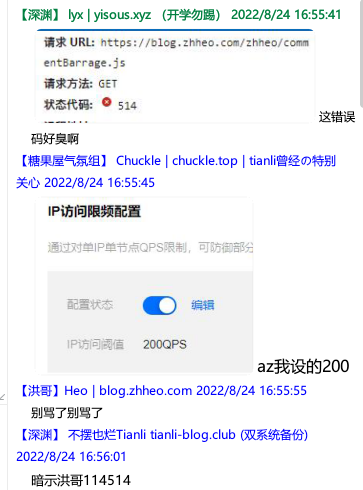 【深渊】 lyx | yisous.xyz （开学勿踢） 2022/8/24 16:55:41
请求 URL: https://blog.zhheo.com/zhheo/comm
entBarrage.js
请求方法: GET
状态代码: 514
这错误
码好臭啊
【糖果屋气氛组】 Chuckle | chuckle.top | tianli曾经の特别
关心 2022/8/24 16:55:45
IP访问限频配置
通过对单IP单节点QPS限制，可防御部分
配置状态 编辑
IP访问阈值 200QPS
az我设的200
【洪哥】Heo | blog.zhheo.com 2022/8/24 16:55:55
别骂了别骂了
【深渊】 不摆也烂Tianli tianli-blog.club (双系统备份)
2022/8/24 16:56:01
暗示洪哥114514